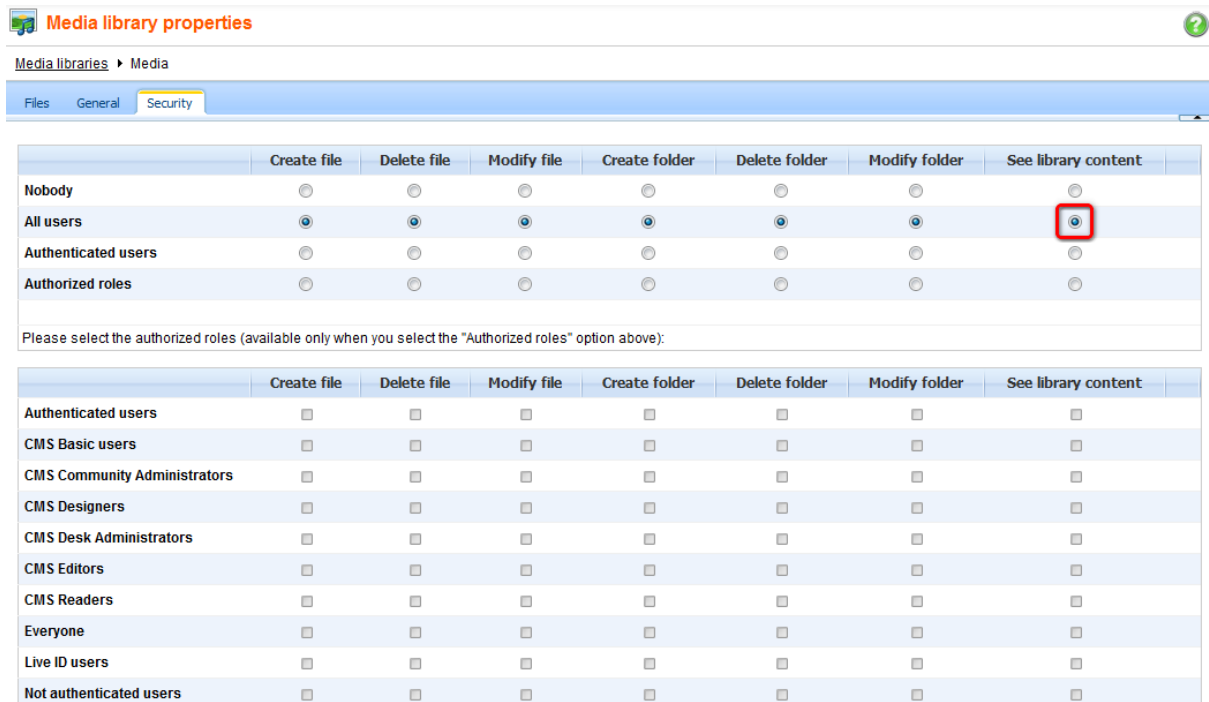 Media library properties
?
Media libraries Media
Files General Security
Create file Delete file Modify file Create folder Delete folder Modify folder See library content
Nobody
All users
Authenticated users
Authorized roles
Please select the authorized roles (available only when you select the "Authorized roles" option above):
Create file Delete file Modify file Create folder Delete folder Modify folder See library content
Authenticated users
CMS Basic users
CMS Community Administrators
CMS Designers
CMS Desk Administrators
CMS Editors
CMS Readers
Everyone
Live ID users
Not authenticated users